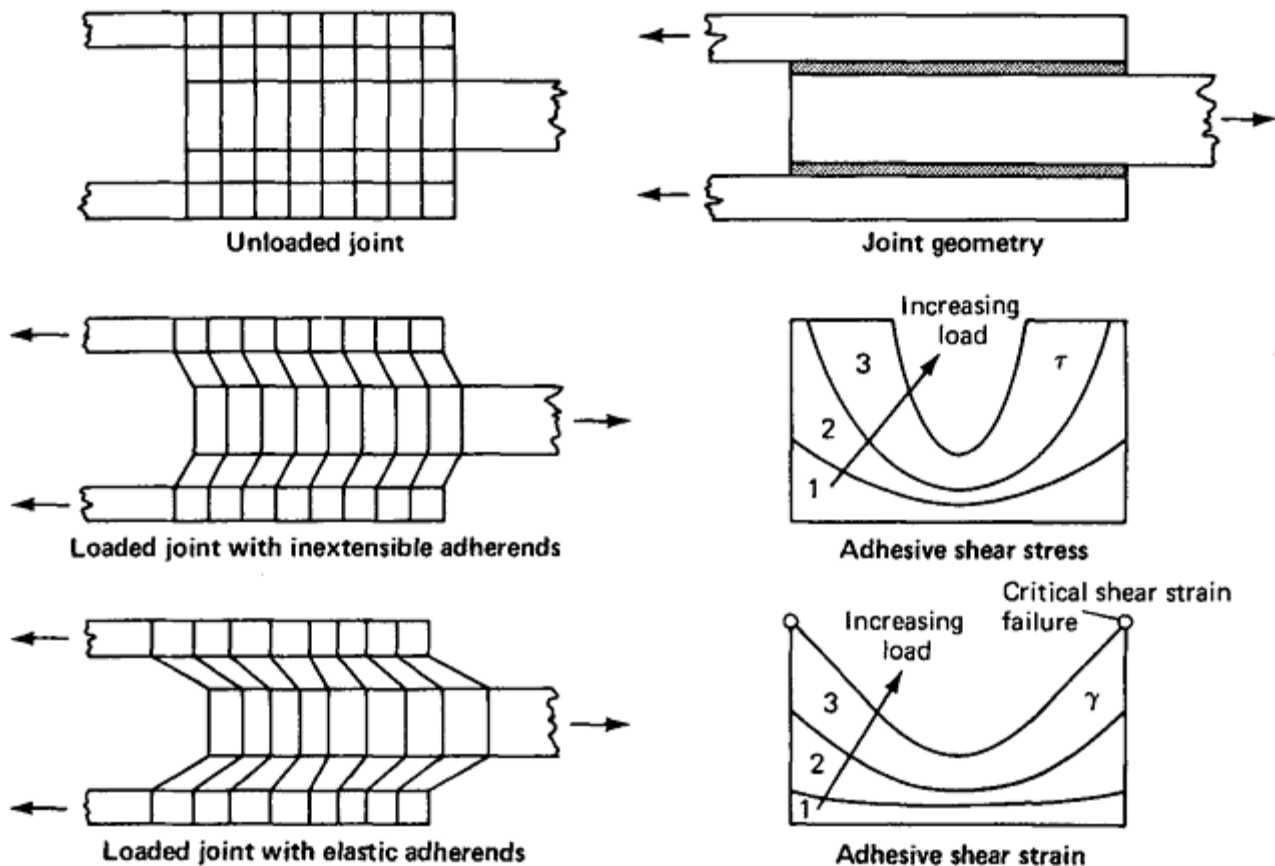 Unloaded joint
Joint geometry
Loaded joint with inextensible adherends
Increasing
load
3
τ
2
1
Adhesive shear stress
Loaded joint with elastic adherends
Critical shear strain
failure
Increasing
load
3
γ
2
1
Adhesive shear strain